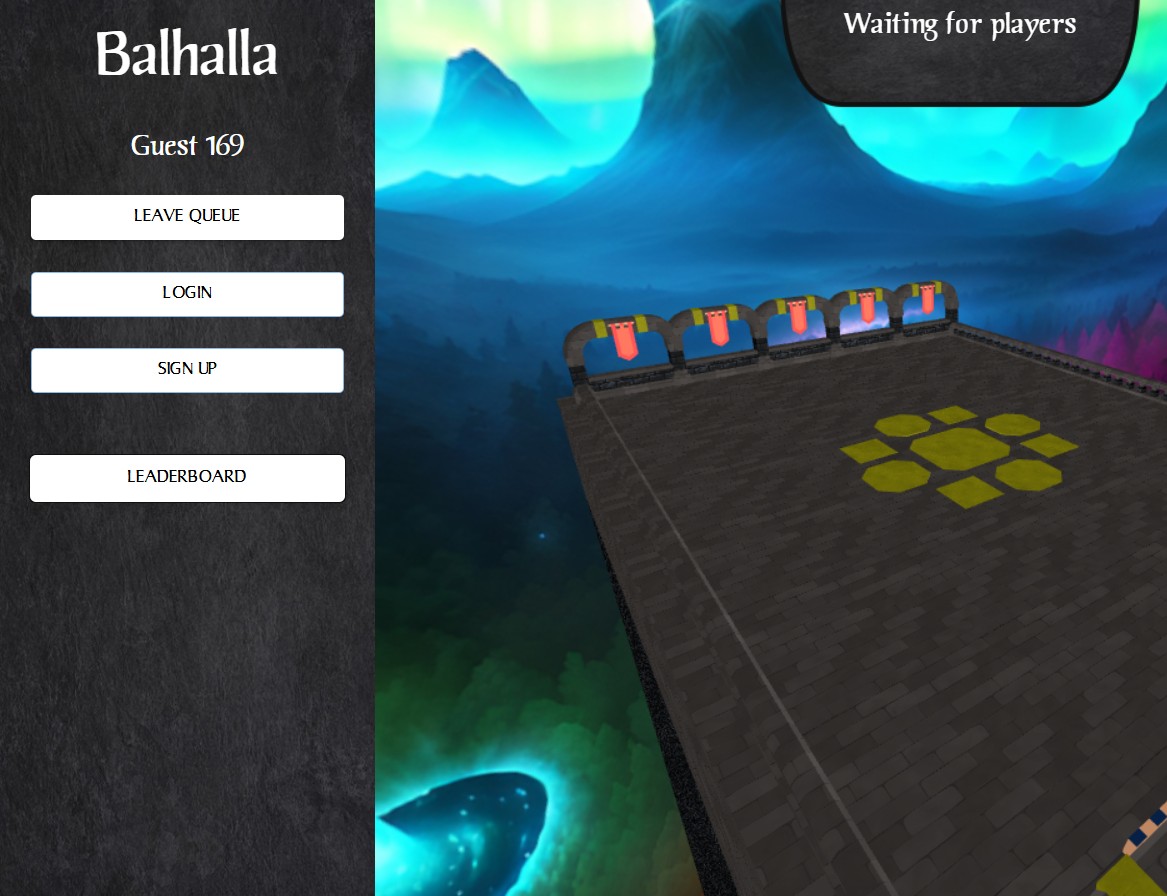 Balhalla
Guest 169
LEAVE QUEUE
LOGIN
SIGN UP
LEADERBOARD
Waiting for players